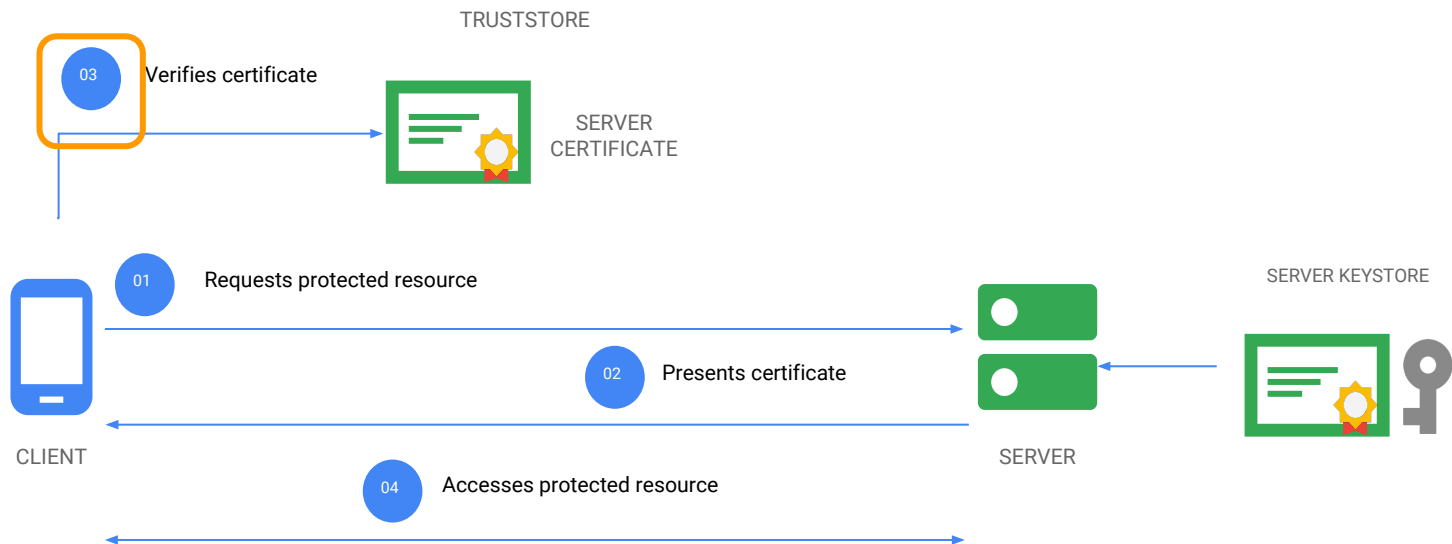 TRUSTSTORE
03
Verifies certificate
SERVER
CERTIFICATE
01
Requests protected resource
SERVER KEYSTORE
02
Presents certificate
CLIENT
SERVER
04
Accesses protected resource